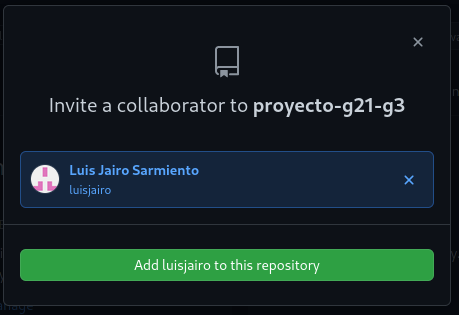 Invite a collaborator to proyecto-g21-g3
Luis Jairo Sarmiento
luisjairo
Add luisjairo to this repository